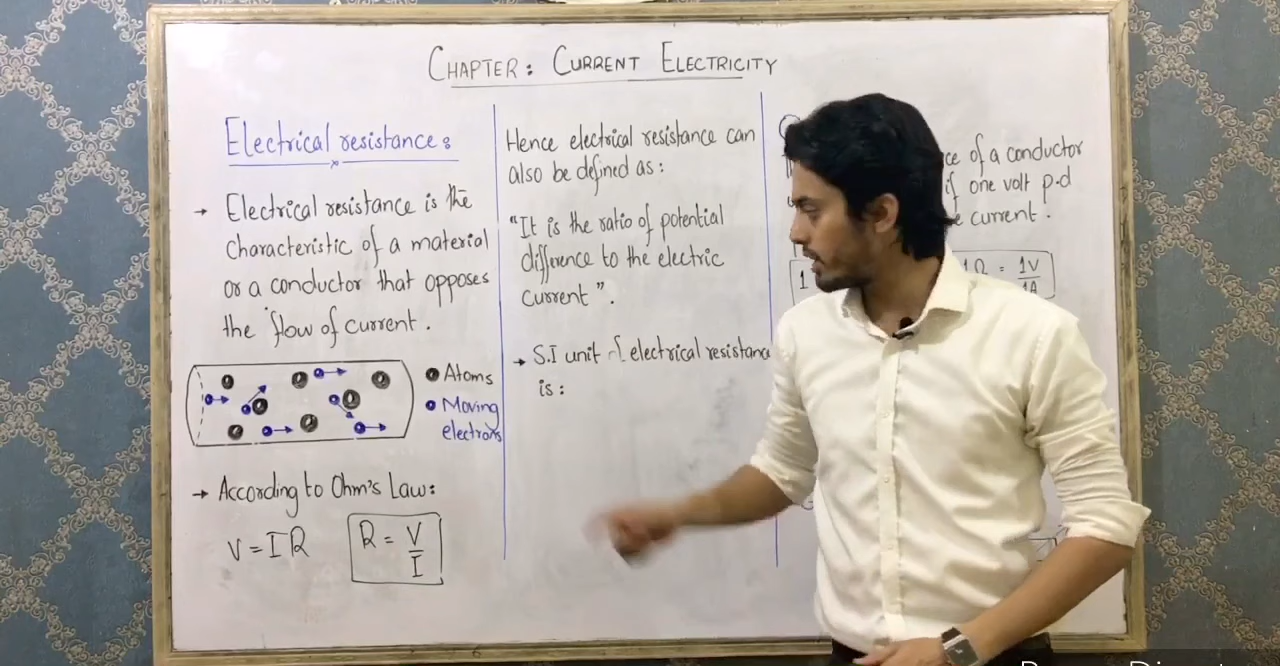 CHAPTER: CURRENT ELECTRICITY
Electrical resistance:
→ Electrical resistance is the
characteristic of a material
or a conductor that opposes
the flow of current.
Atoms
Moving
electrons
→ According to Ohm's Law:
V = IR
R = V/I
Hence electrical resistance can
also be defined as:
"It is the ratio of potential
difference to the electric
current".
→ S.I unit of electrical resistance
is:
of a conductor
if one volt p.d
current.
1
= 1V/1A